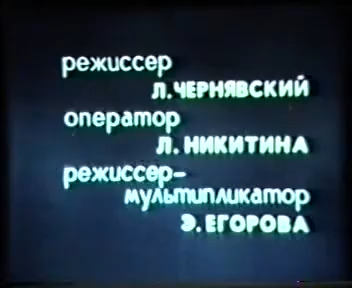 режиссер
Л.ЧЕРНЯВСКИЙ
оператор
Л. НИКИТИНА
режиссер-
мультипликатор
Э. ЕГОРОВА